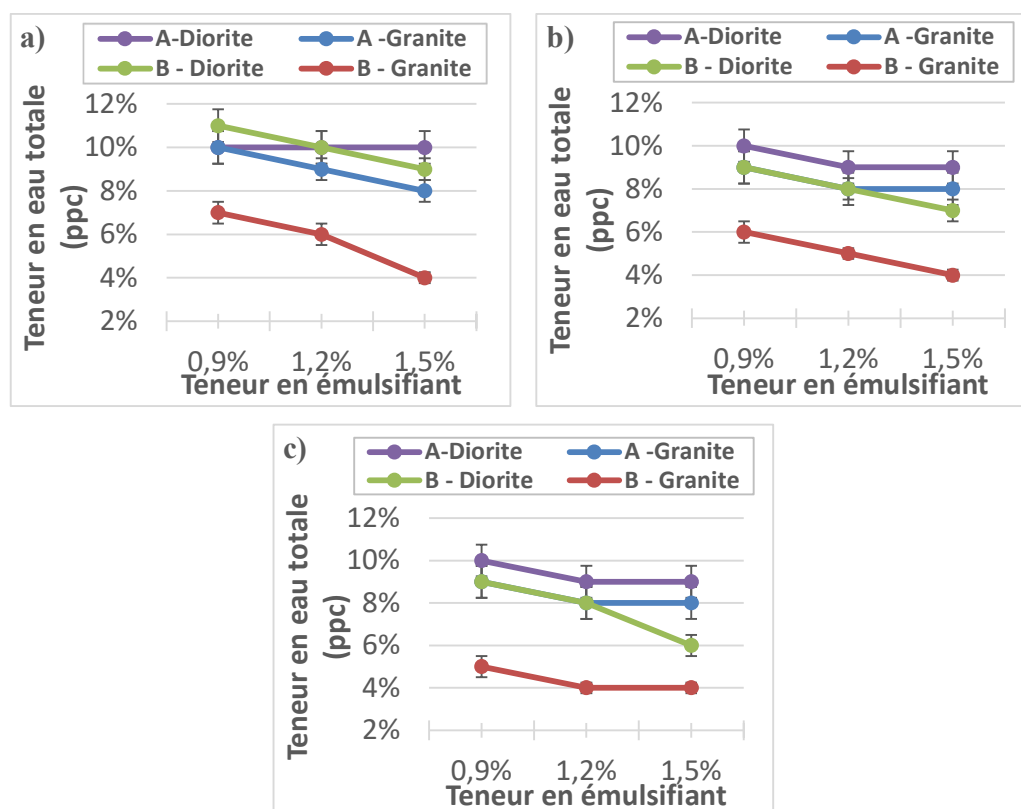 a)
A-Diorite
A -Granite
B - Diorite
B - Granite
Teneur en eau totale
(ppc)
12%
10%
8%
6%
4%
2%
0,9% 1,2% 1,5%
Teneur en émulsifiant
b)
A-Diorite
A -Granite
B - Diorite
B - Granite
Teneur en eau totale
(ppc)
12%
10%
8%
6%
4%
2%
0,9% 1,2% 1,5%
Teneur en émulsifiant
c)
A-Diorite
A -Granite
B - Diorite
B - Granite
Teneur en eau totale
(ppc)
12%
10%
8%
6%
4%
2%
0,9% 1,2% 1,5%
Teneur en émulsifiant